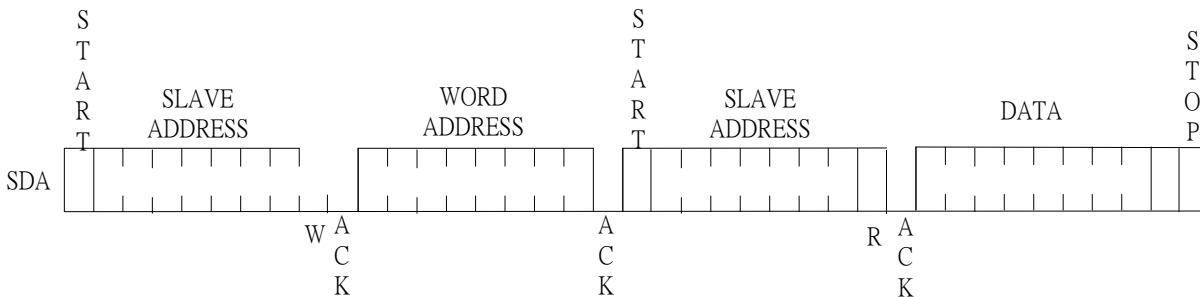 START
SLAVE
ADDRESS
WORD
ADDRESS
START
SLAVE
ADDRESS
DATA
STOP
SDA
W
ACK
ACK
R
ACK